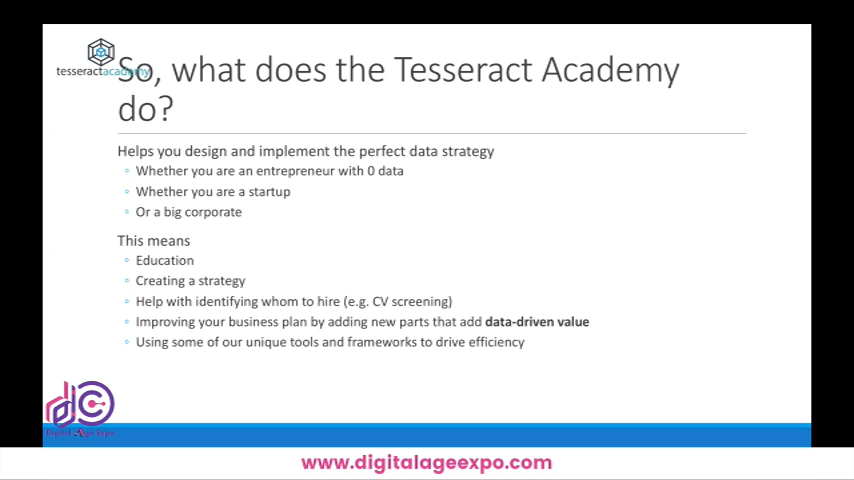 tesseractacademy
So, what does the Tesseract Academy
do?
Helps you design and implement the perfect data strategy
Whether you are an entrepreneur with 0 data
Whether you are a startup
Or a big corporate
This means
Education
Creating a strategy
Help with identifying whom to hire (e.g. CV screening)
Improving your business plan by adding new parts that add data-driven value
Using some of our unique tools and frameworks to drive efficiency
Digital Age Expo
www.digitalageexpo.com